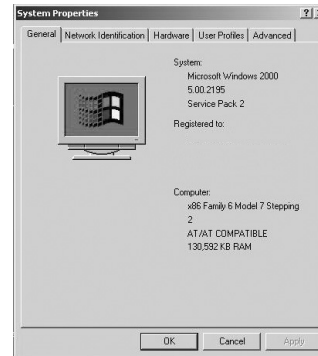 System Properties
?
General Network Identification Hardware User Profiles Advanced
System:
Microsoft Windows 2000
5.00.2195
Service Pack 2
Registered to:
Computer:
x86 Family 6 Model 7 Stepping
2
AT/AT COMPATIBLE
130,592 KB RAM
OK Cancel Apply